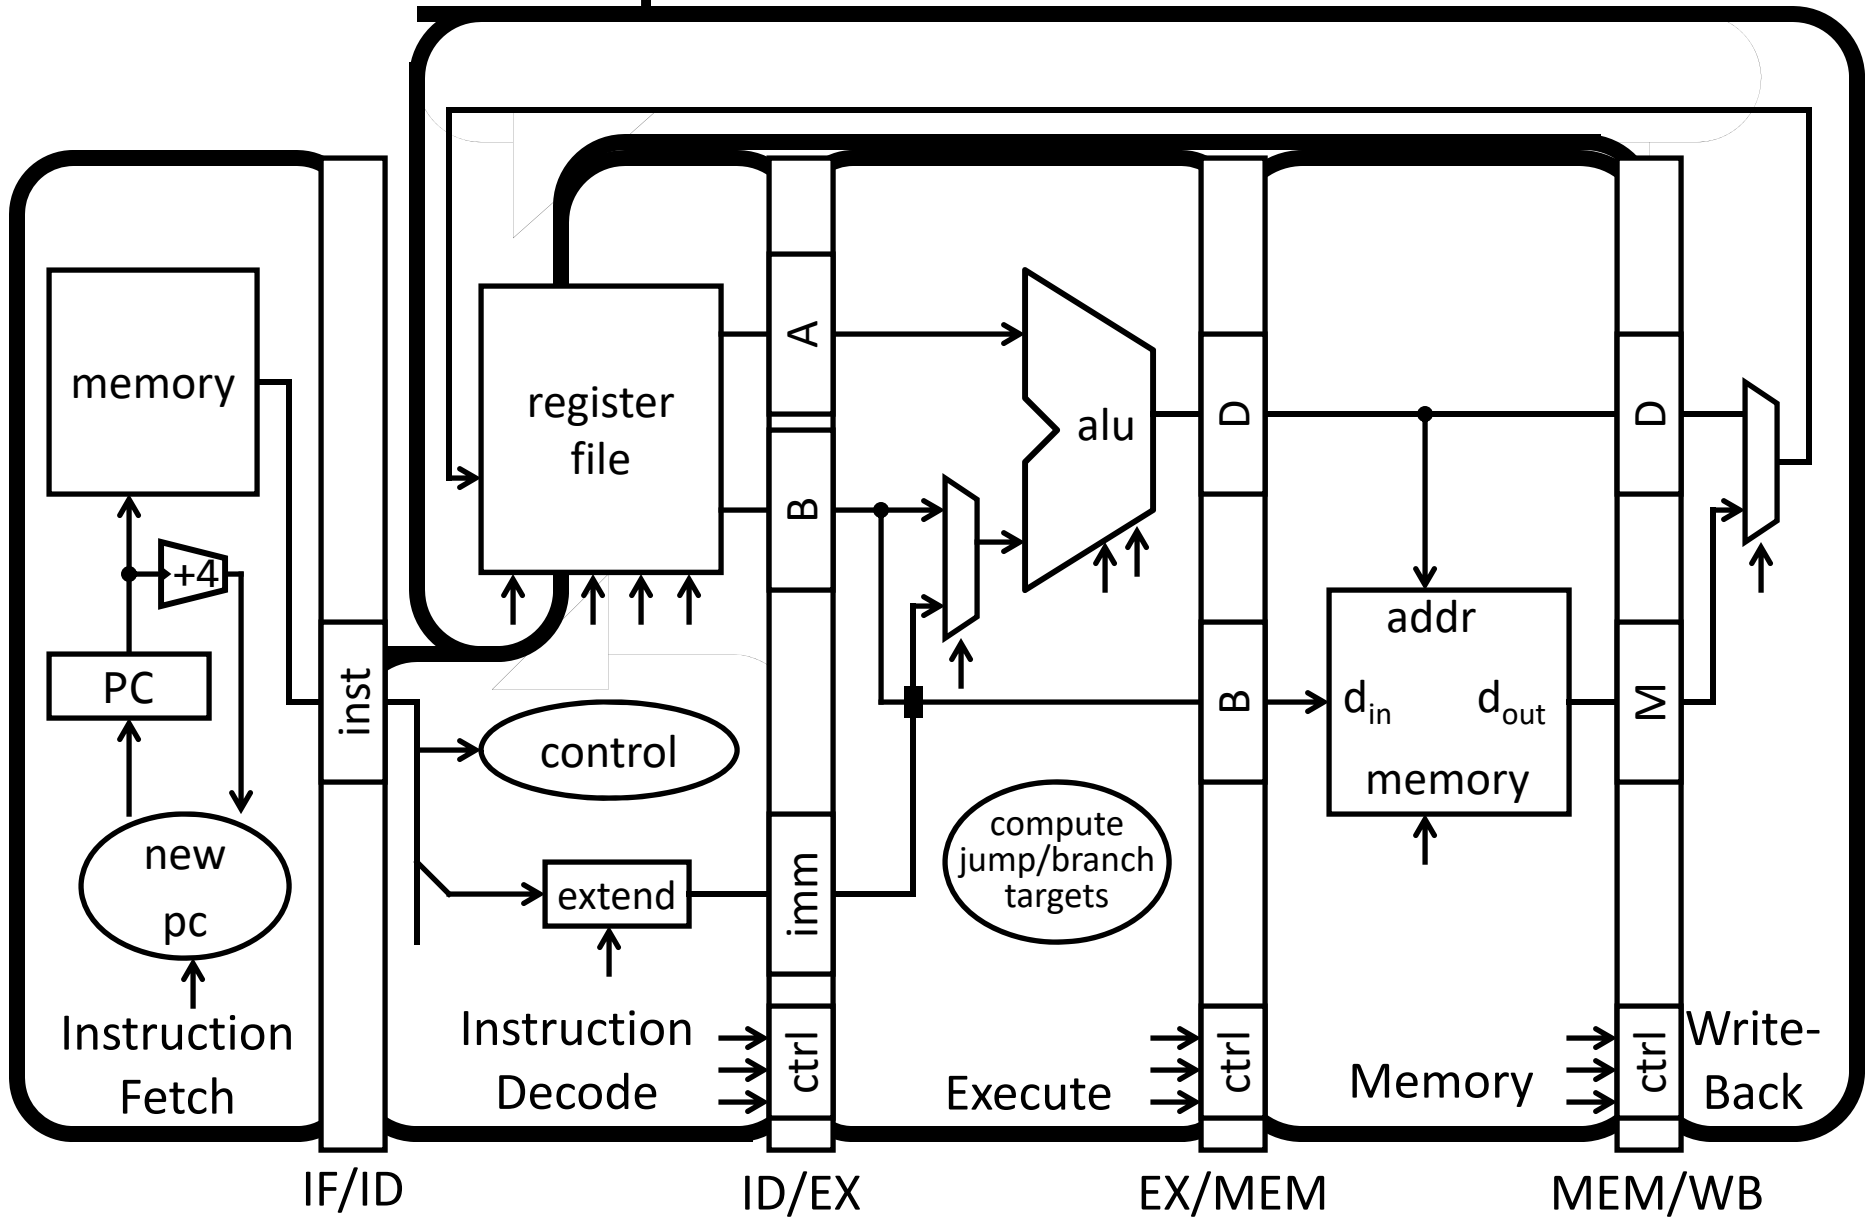 memory
+4
PC
new
pc
Instruction
Fetch
inst
IF/ID
register
file
control
extend
Instruction
Decode
A
B
imm
ctrl
ID/EX
alu
compute
jump/branch
targets
Execute
D
B
ctrl
EX/MEM
addr
d_in d_out
memory
Memory
D
M
ctrl
MEM/WB
Write-
Back